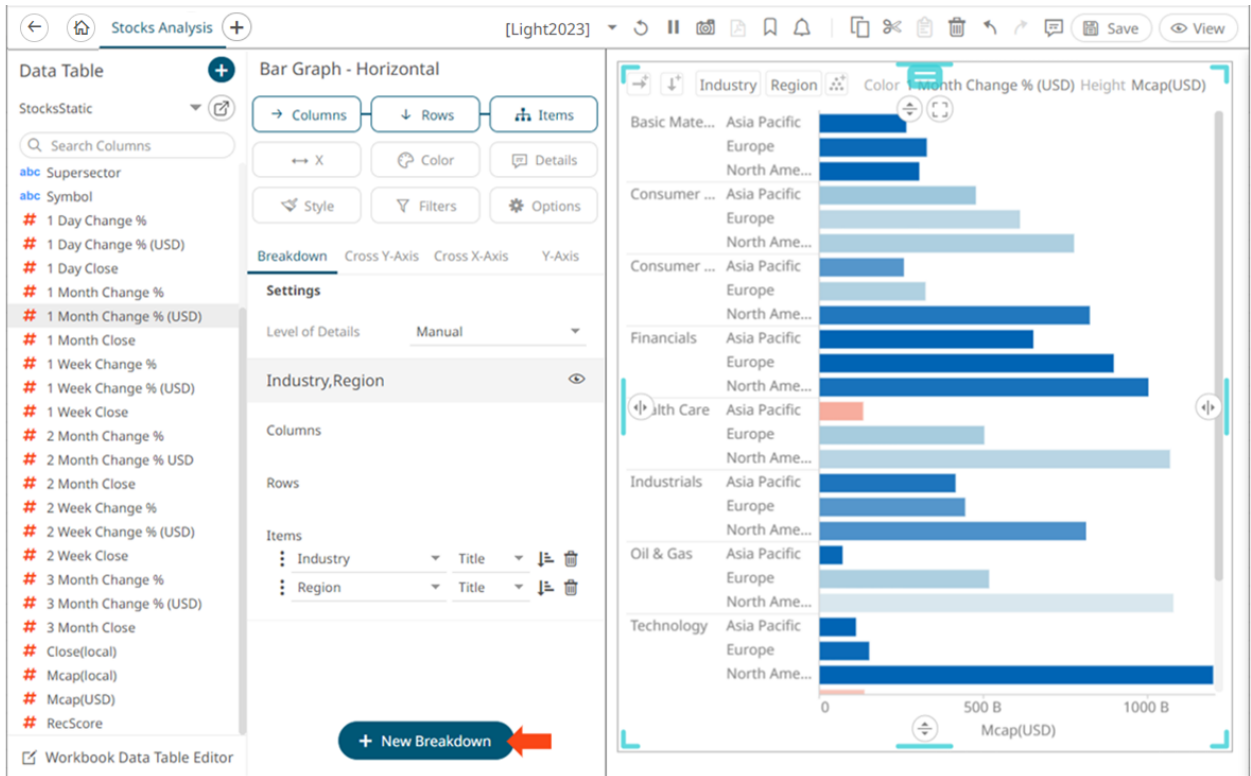 Stocks Analysis
[Light2023]
Save
View
Data Table
StocksStatic
Search Columns
abc Supersector
abc Symbol
# 1 Day Change %
# 1 Day Change % (USD)
# 1 Day Close
# 1 Month Change %
# 1 Month Change % (USD)
# 1 Month Close
# 1 Week Change %
# 1 Week Change % (USD)
# 1 Week Close
# 2 Month Change %
# 2 Month Change % USD
# 2 Month Close
# 2 Week Change %
# 2 Week Change % (USD)
# 2 Week Close
# 3 Month Change %
# 3 Month Change % (USD)
# 3 Month Close
# Close(local)
# Mcap(local)
# Mcap(USD)
# RecScore
Workbook Data Table Editor
Bar Graph - Horizontal
Columns
Rows
Items
X
Color
Details
Style
Filters
Options
Breakdown Cross Y-Axis Cross X-Axis Y-Axis
Settings
Level of Details Manual
Industry,Region
Columns
Rows
Items
Industry Title
Region Title
+ New Breakdown
Industry Region Color 1 Month Change % (USD) Height Mcap(USD)
Basic Mate... Asia Pacific
Europe
North Ame...
Consumer ... Asia Pacific
Europe
North Ame...
Consumer ... Asia Pacific
Europe
North Ame...
Financials Asia Pacific
Europe
North Ame...
lth Care Asia Pacific
Europe
North Ame...
Industrials Asia Pacific
Europe
North Ame...
Oil & Gas Asia Pacific
Europe
North Ame...
Technology Asia Pacific
Europe
North Ame...
0 500 B 1000 B
Mcap(USD)